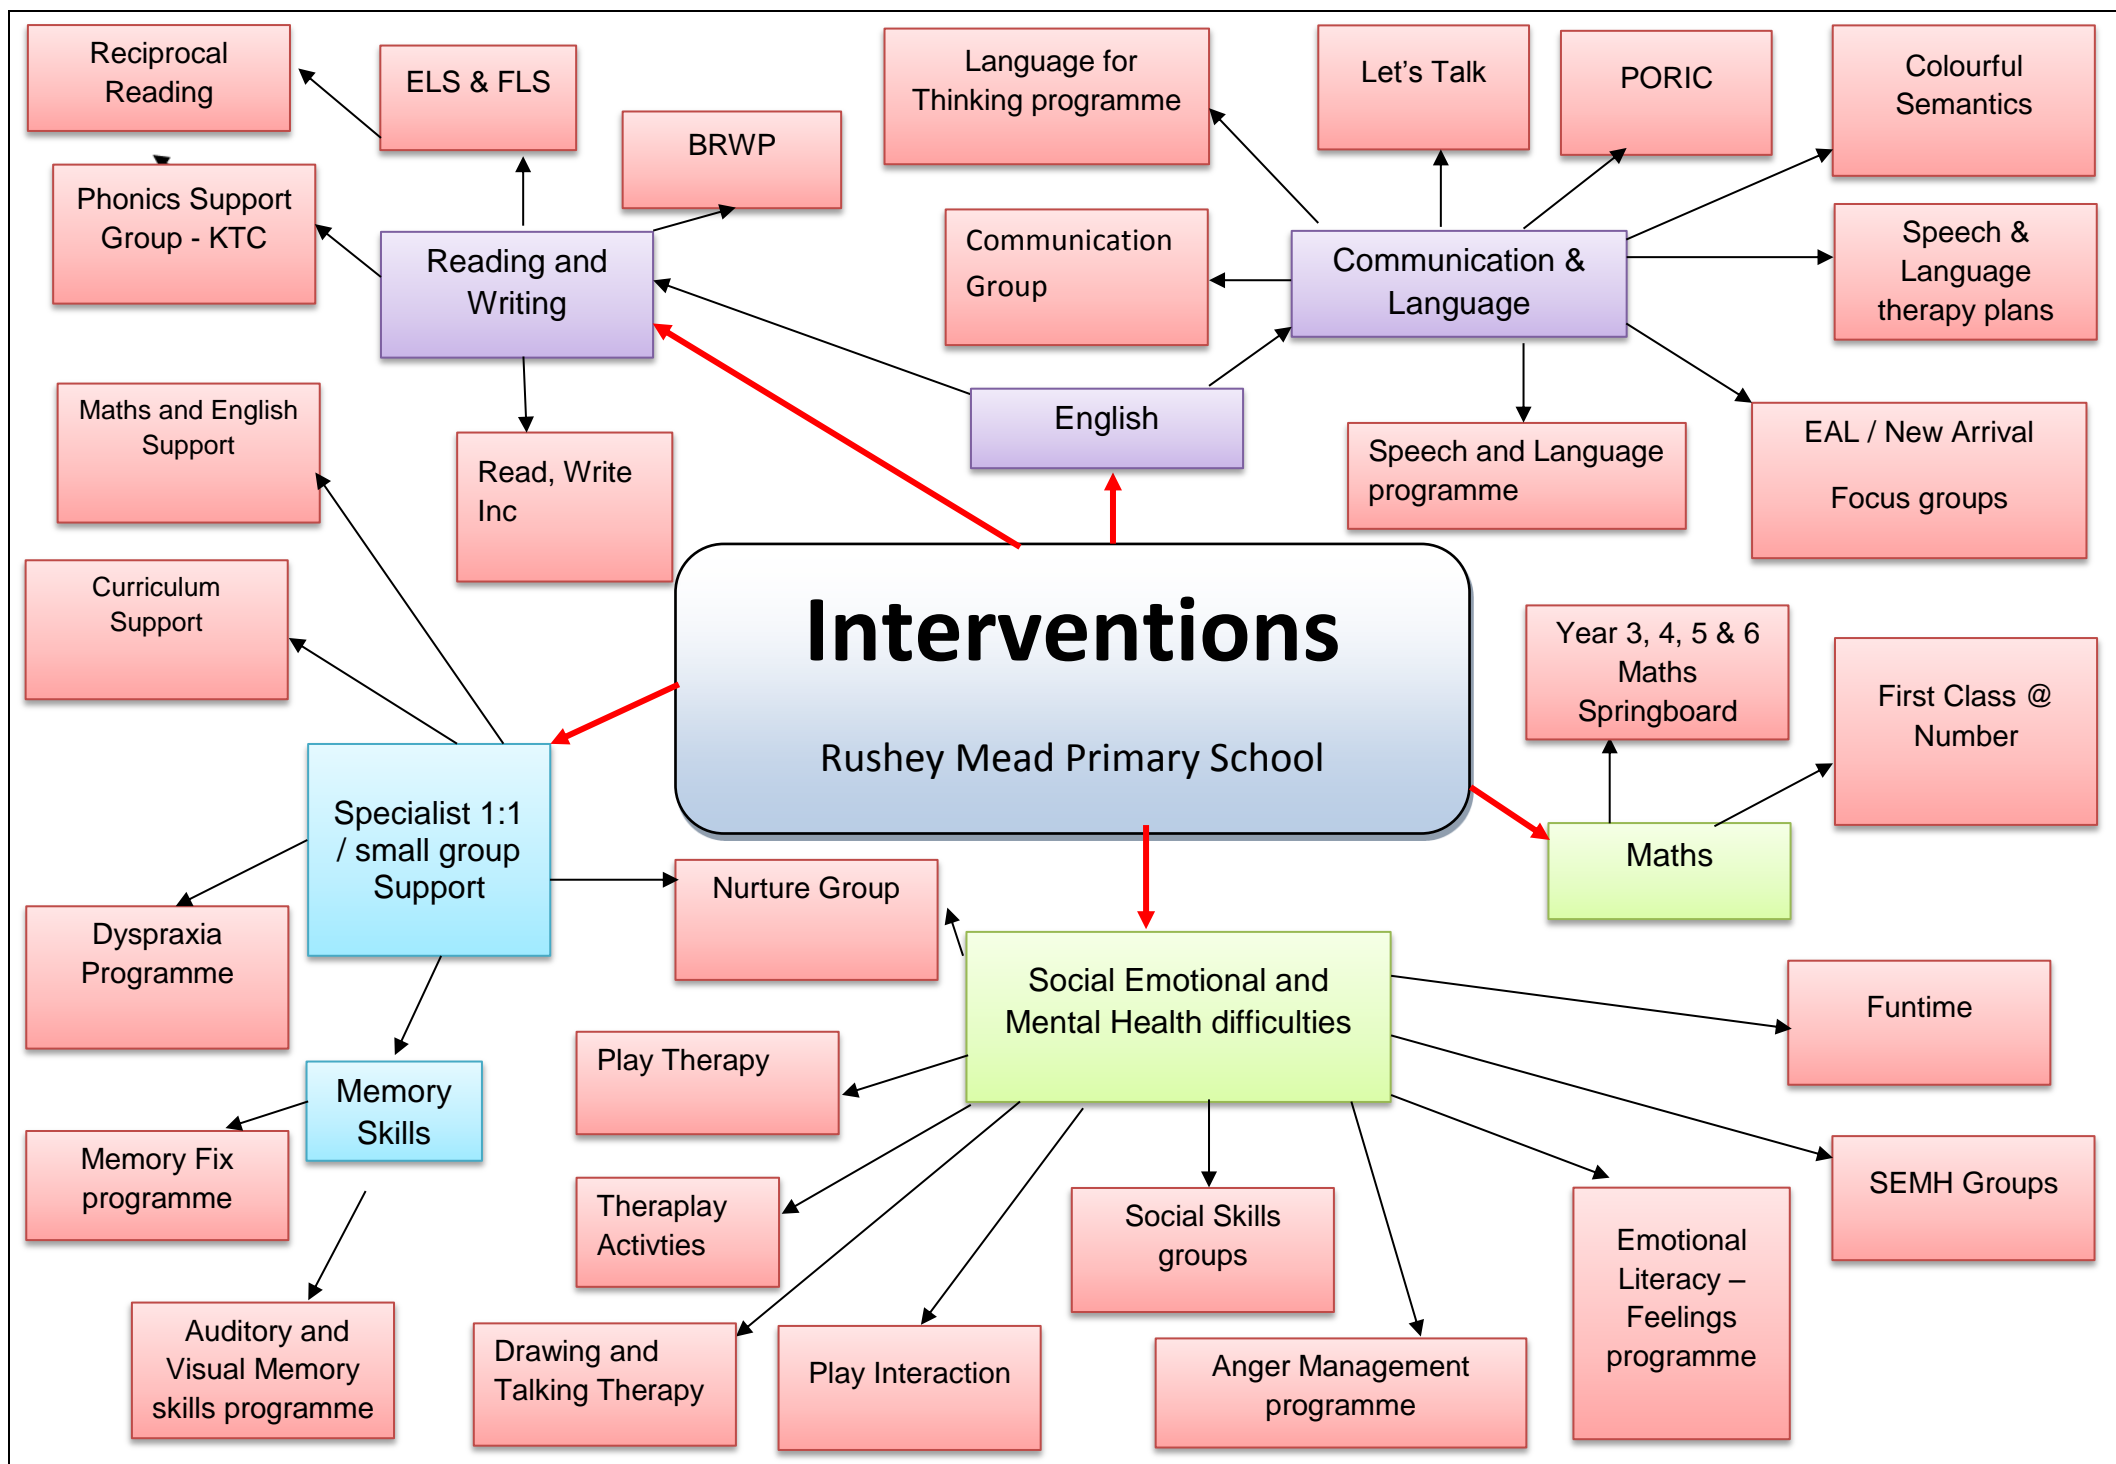 Reciprocal
Reading
ELS & FLS
BRWP
Phonics Support
Group - KTC
Reading and
Writing
Read, Write
Inc
Language for
Thinking programme
Let's Talk
PORIC
Colourful
Semantics
Communication
Group
Communication &
Language
Speech &
Language
therapy plans
English
Speech and Language
programme
EAL / New Arrival
Focus groups
Maths and English
Support
Curriculum
Support
Interventions
Rushey Mead Primary School
Year 3, 4, 5 & 6
Maths
Springboard
First Class @
Number
Maths
Specialist 1:1
/ small group
Support
Nurture Group
Dyspraxia
Programme
Memory
Skills
Memory Fix
programme
Auditory and
Visual Memory
skills programme
Social Emotional and
Mental Health difficulties
Play Therapy
Theraplay
Activties
Drawing and
Talking Therapy
Play Interaction
Social Skills
groups
Anger Management
programme
Emotional
Literacy –
Feelings
programme
SEMH Groups
Funtime